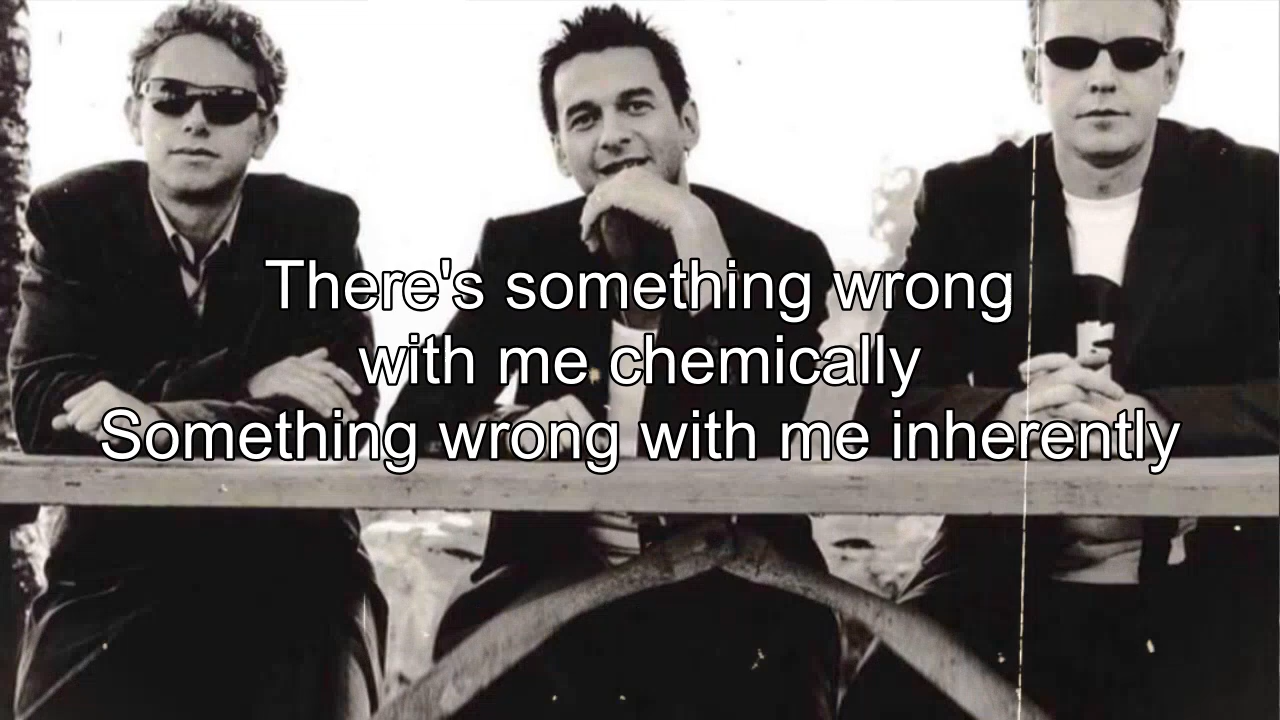 There's something wrong
with me chemically
Something wrong with me inherently